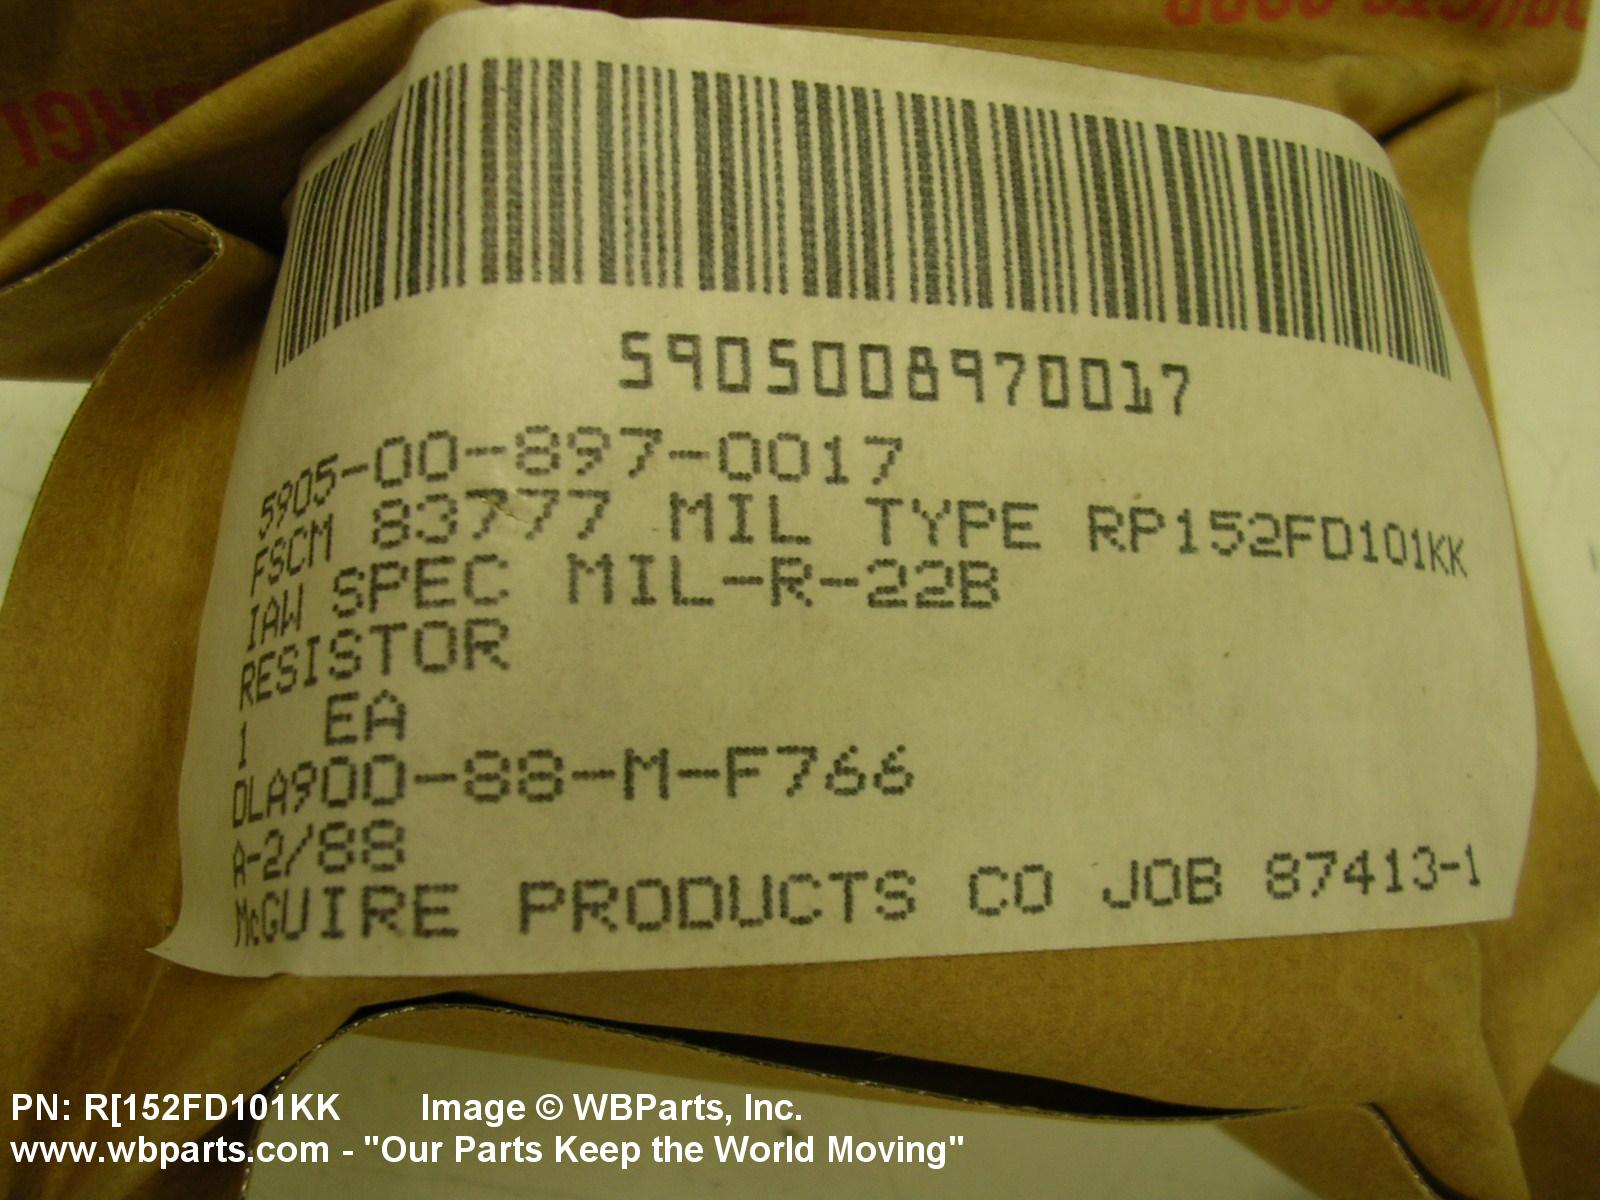 5905008970017
5905-00-897-0017
FSCM 83777 MIL TYPE RP152FD101KK
IAW SPEC MIL-R-22B
RESISTOR
1 EA
DLA900-88-M-F766
A-2/88
McGUIRE PRODUCTS CO JOB 87413-1
PN: R[152FD101KK Image © WBParts, Inc.
www.wbparts.com - "Our Parts Keep the World Moving"